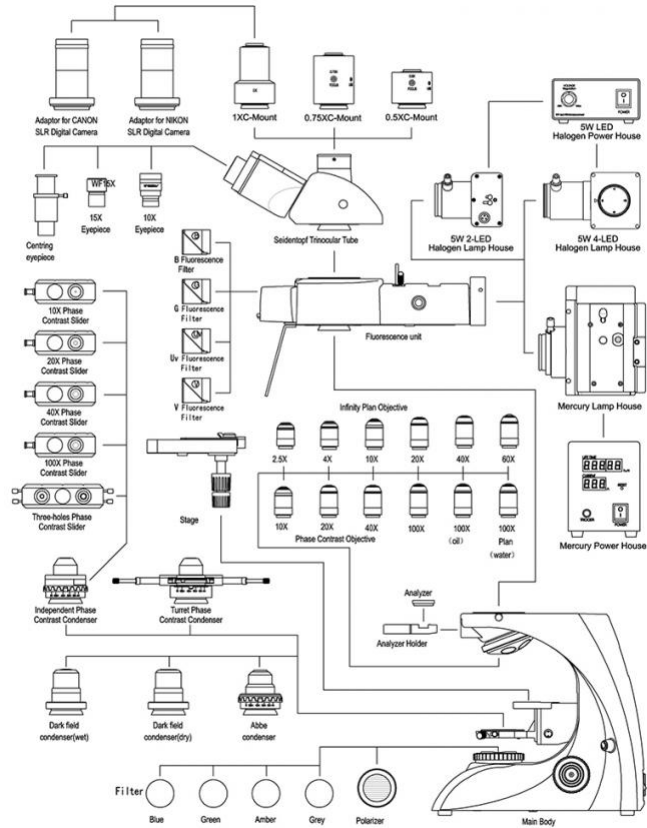 Adaptor for CANON
SLR Digital Camera
Adaptor for NIKON
SLR Digital Camera
1XC-Mount
0.75XC-Mount
FOCUS
0.5XC-Mount
FOCUS
POWER
5W LED
Halogen Power House
Centring
eyepiece
WF15X
15X
Eyepiece
10X
Eyepiece
Seidentopf Trinocular Tube
5W 2-LED
Halogen Lamp House
5W 4-LED
Halogen Lamp House
B Fluorescence
Filter
G Fluorescence
Filter
Uv Fluorescence
Filter
V Fluorescence
Filter
Fluorescence unit
Mercury Lamp House
10X Phase
Contrast Slider
20X Phase
Contrast Slider
40X Phase
Contrast Slider
100X Phase
Contrast Slider
Three-holes Phase
Contrast Slider
Stage
Infinity Plan Objective
2.5X
4X
10X
20X
40X
60X
10X
20X
40X
100X
100X
(oil)
100X
Plan
(water)
Phase Contrast Objective
POWER
Mercury Power House
Independent Phase
Contrast Condenser
Turret Phase
Contrast Condenser
Analyzer
Analyzer Holder
Dark field
condenser(wet)
Dark field
condenser(dry)
Abbe
condenser
Filter
Blue
Green
Amber
Grey
Polarizer
Main Body